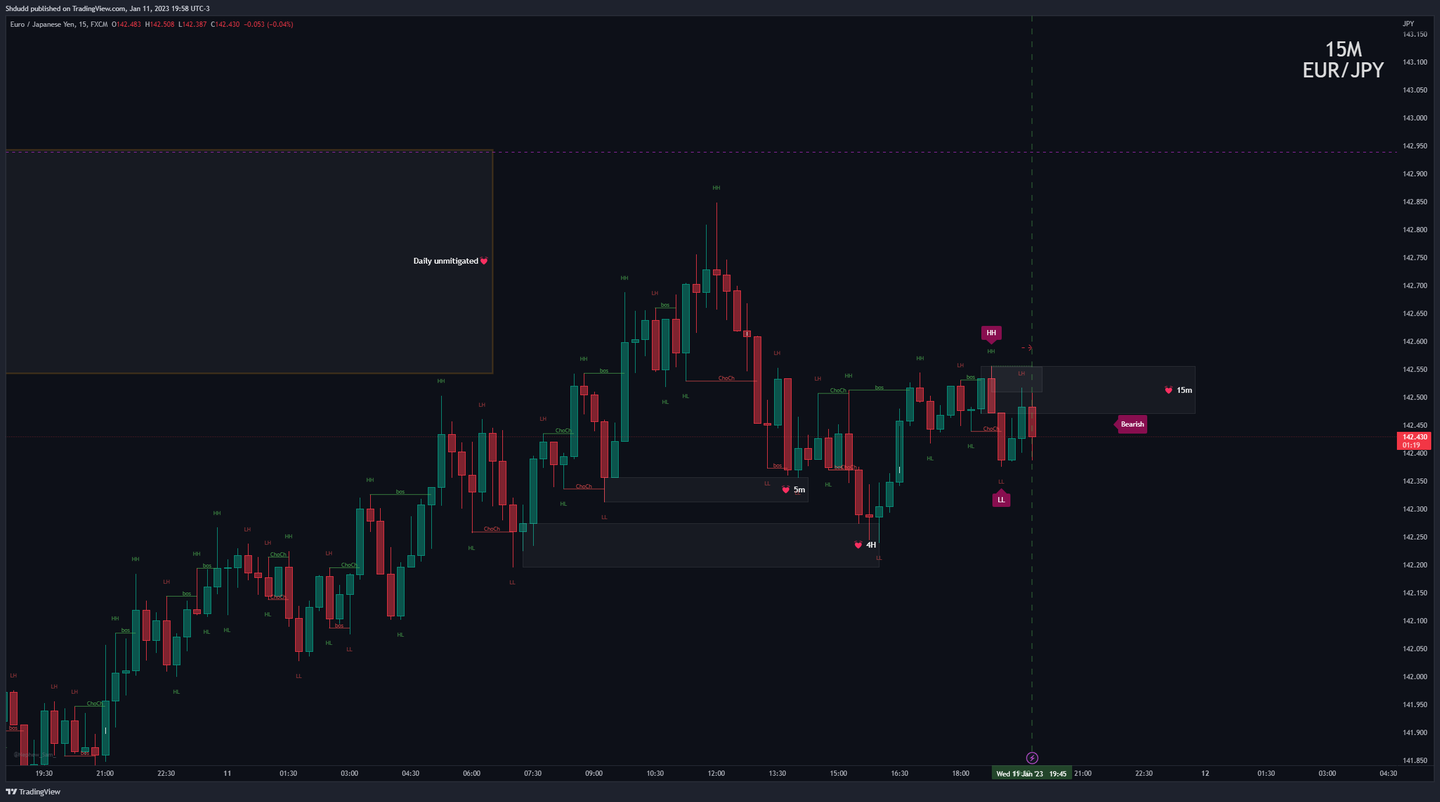 Shdudd published on TradingView.com, Jan 11, 2023 19:58 UTC-3
Euro / Japanese Yen, 15, FXCM O142.483 H142.508 L142.387 C142.430 −0.053 (−0.04%)
JPY
15M
EUR/JPY
143.150
143.100
143.050
143.000
142.950
142.900
142.850
142.800
142.750
142.700
142.650
142.600
142.550
142.500
142.450
142.430
01:19
142.400
142.350
142.300
142.250
142.200
142.150
142.100
142.050
142.000
141.950
141.900
141.850
Daily unmitigated
HH
HH
HH
HH
HH
HH
HH
HH
HH
HH
HH
HH
HH
HH
LH
LH
LH
LH
LH
LH
LH
LH
LH
LH
LH
LH
LH
LH
bos
bos
bos
bos
bos
bos
bos
bos
bos
bos
bos
ChoCh
ChoCh
ChoCh
ChoCh
ChoCh
ChoCh
ChoCh
ChoCh
ChoCh
HL
HL
HL
HL
HL
HL
HL
HL
HL
HL
HL
HL
HL
LL
LL
LL
LL
LL
LL
LL
LL
15m
Bearish
5m
4H
19:30
21:00
22:30
11
01:30
03:00
04:30
06:00
07:30
09:00
10:30
12:00
13:30
15:00
16:30
18:00
Wed 11 Jan '23 19:45
21:00
22:30
12
01:30
03:00
04:30
TradingView